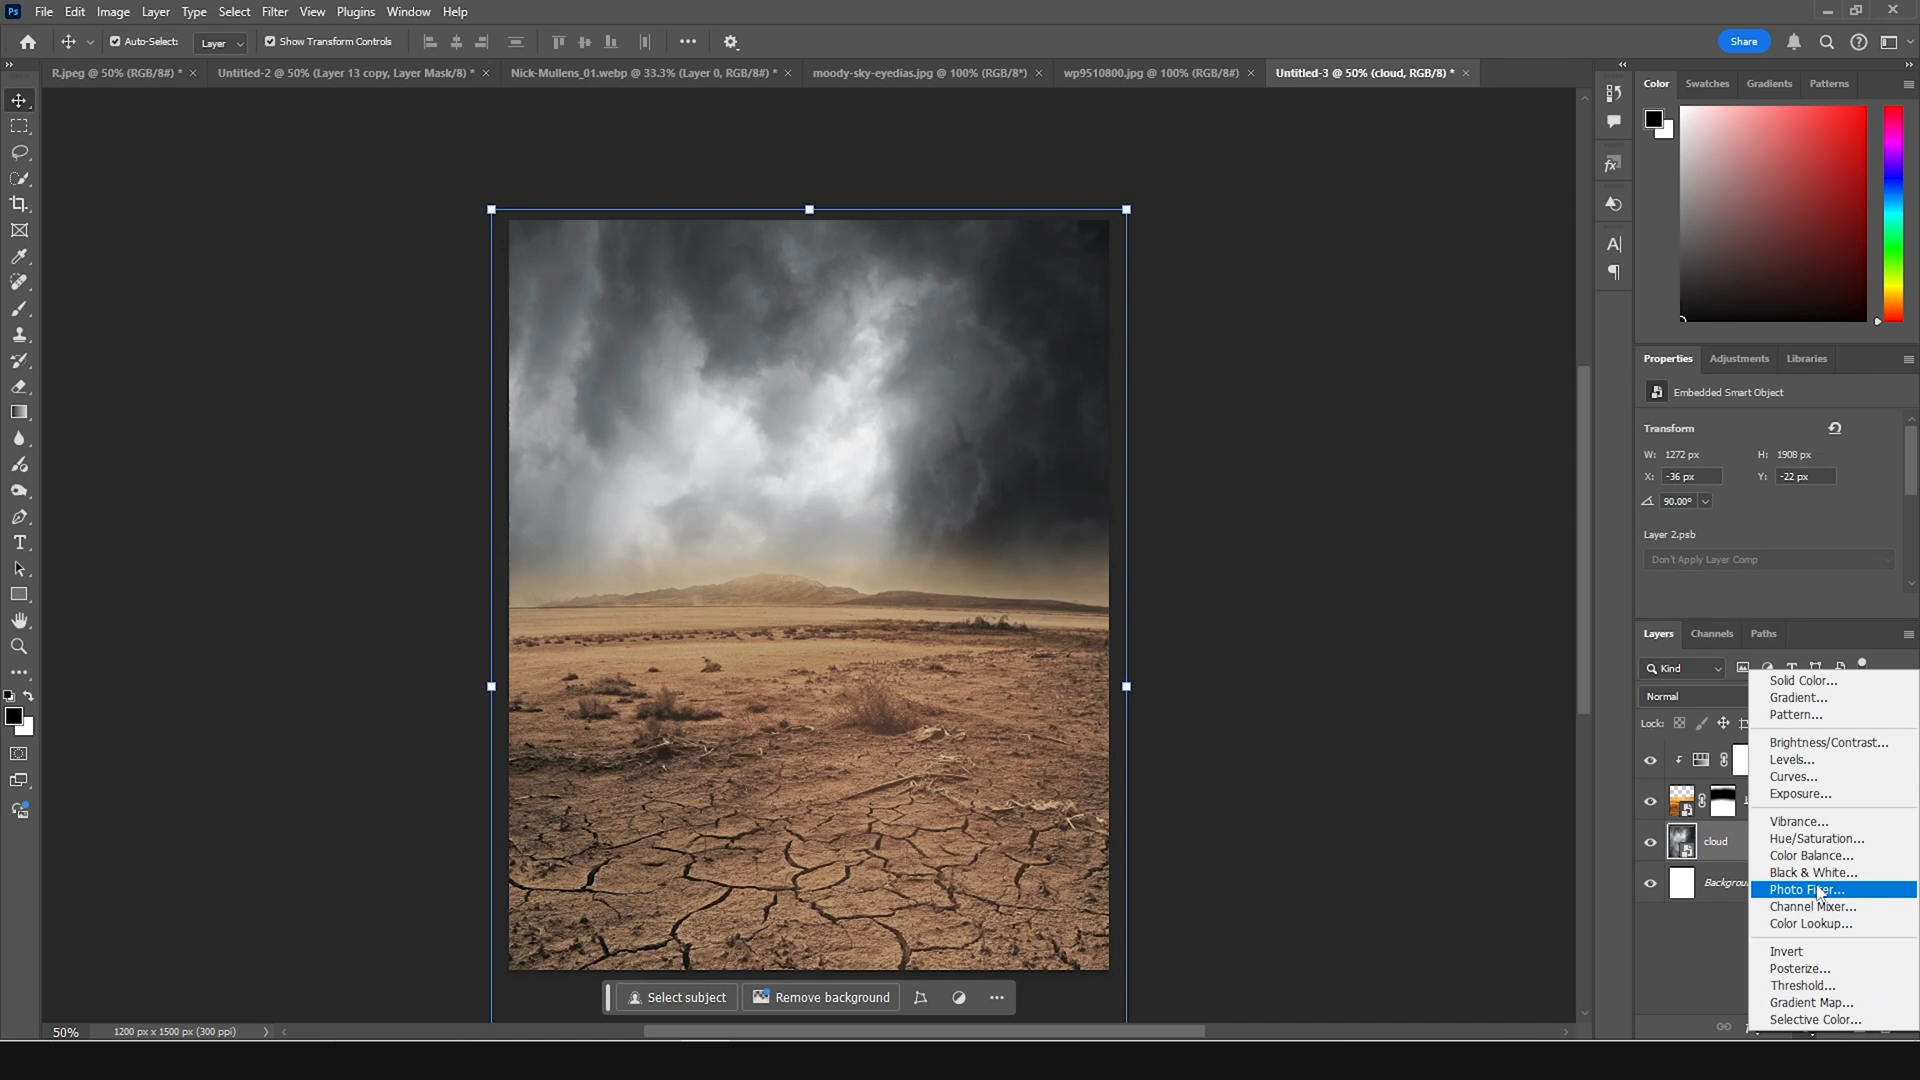 Ps File Edit Image Layer Type Select Filter View Plugins Window Help
Auto-Select: Layer Show Transform Controls Share
R.jpeg @ 50% (RGB/8#) * Untitled-2 @ 50% (Layer 13 copy, Layer Mask/8) * Nick-Mullens_01.webp @ 33.3% (Layer 0, RGB/8#) * moody-sky-eyedias.jpg @ 100% (RGB/8*) wp9510800.jpg @ 100% (RGB/8#) Untitled-3 @ 50% (cloud, RGB/8) *
Color Swatches Gradients Patterns
Properties Adjustments Libraries
Embedded Smart Object
Transform
W: 1272 px H: 1908 px
X: -36 px Y: -22 px
90.00°
Layer 2.psb
Don't Apply Layer Comp
Layers Channels Paths
Kind
Normal
Lock:
cloud
Solid Color...
Gradient...
Pattern...
Brightness/Contrast...
Levels...
Curves...
Exposure...
Vibrance...
Hue/Saturation...
Color Balance...
Black & White...
Photo Filter...
Channel Mixer...
Color Lookup...
Invert
Posterize...
Threshold...
Gradient Map...
Selective Color...
Select subject Remove background
50% 1200 px x 1500 px (300 ppi)